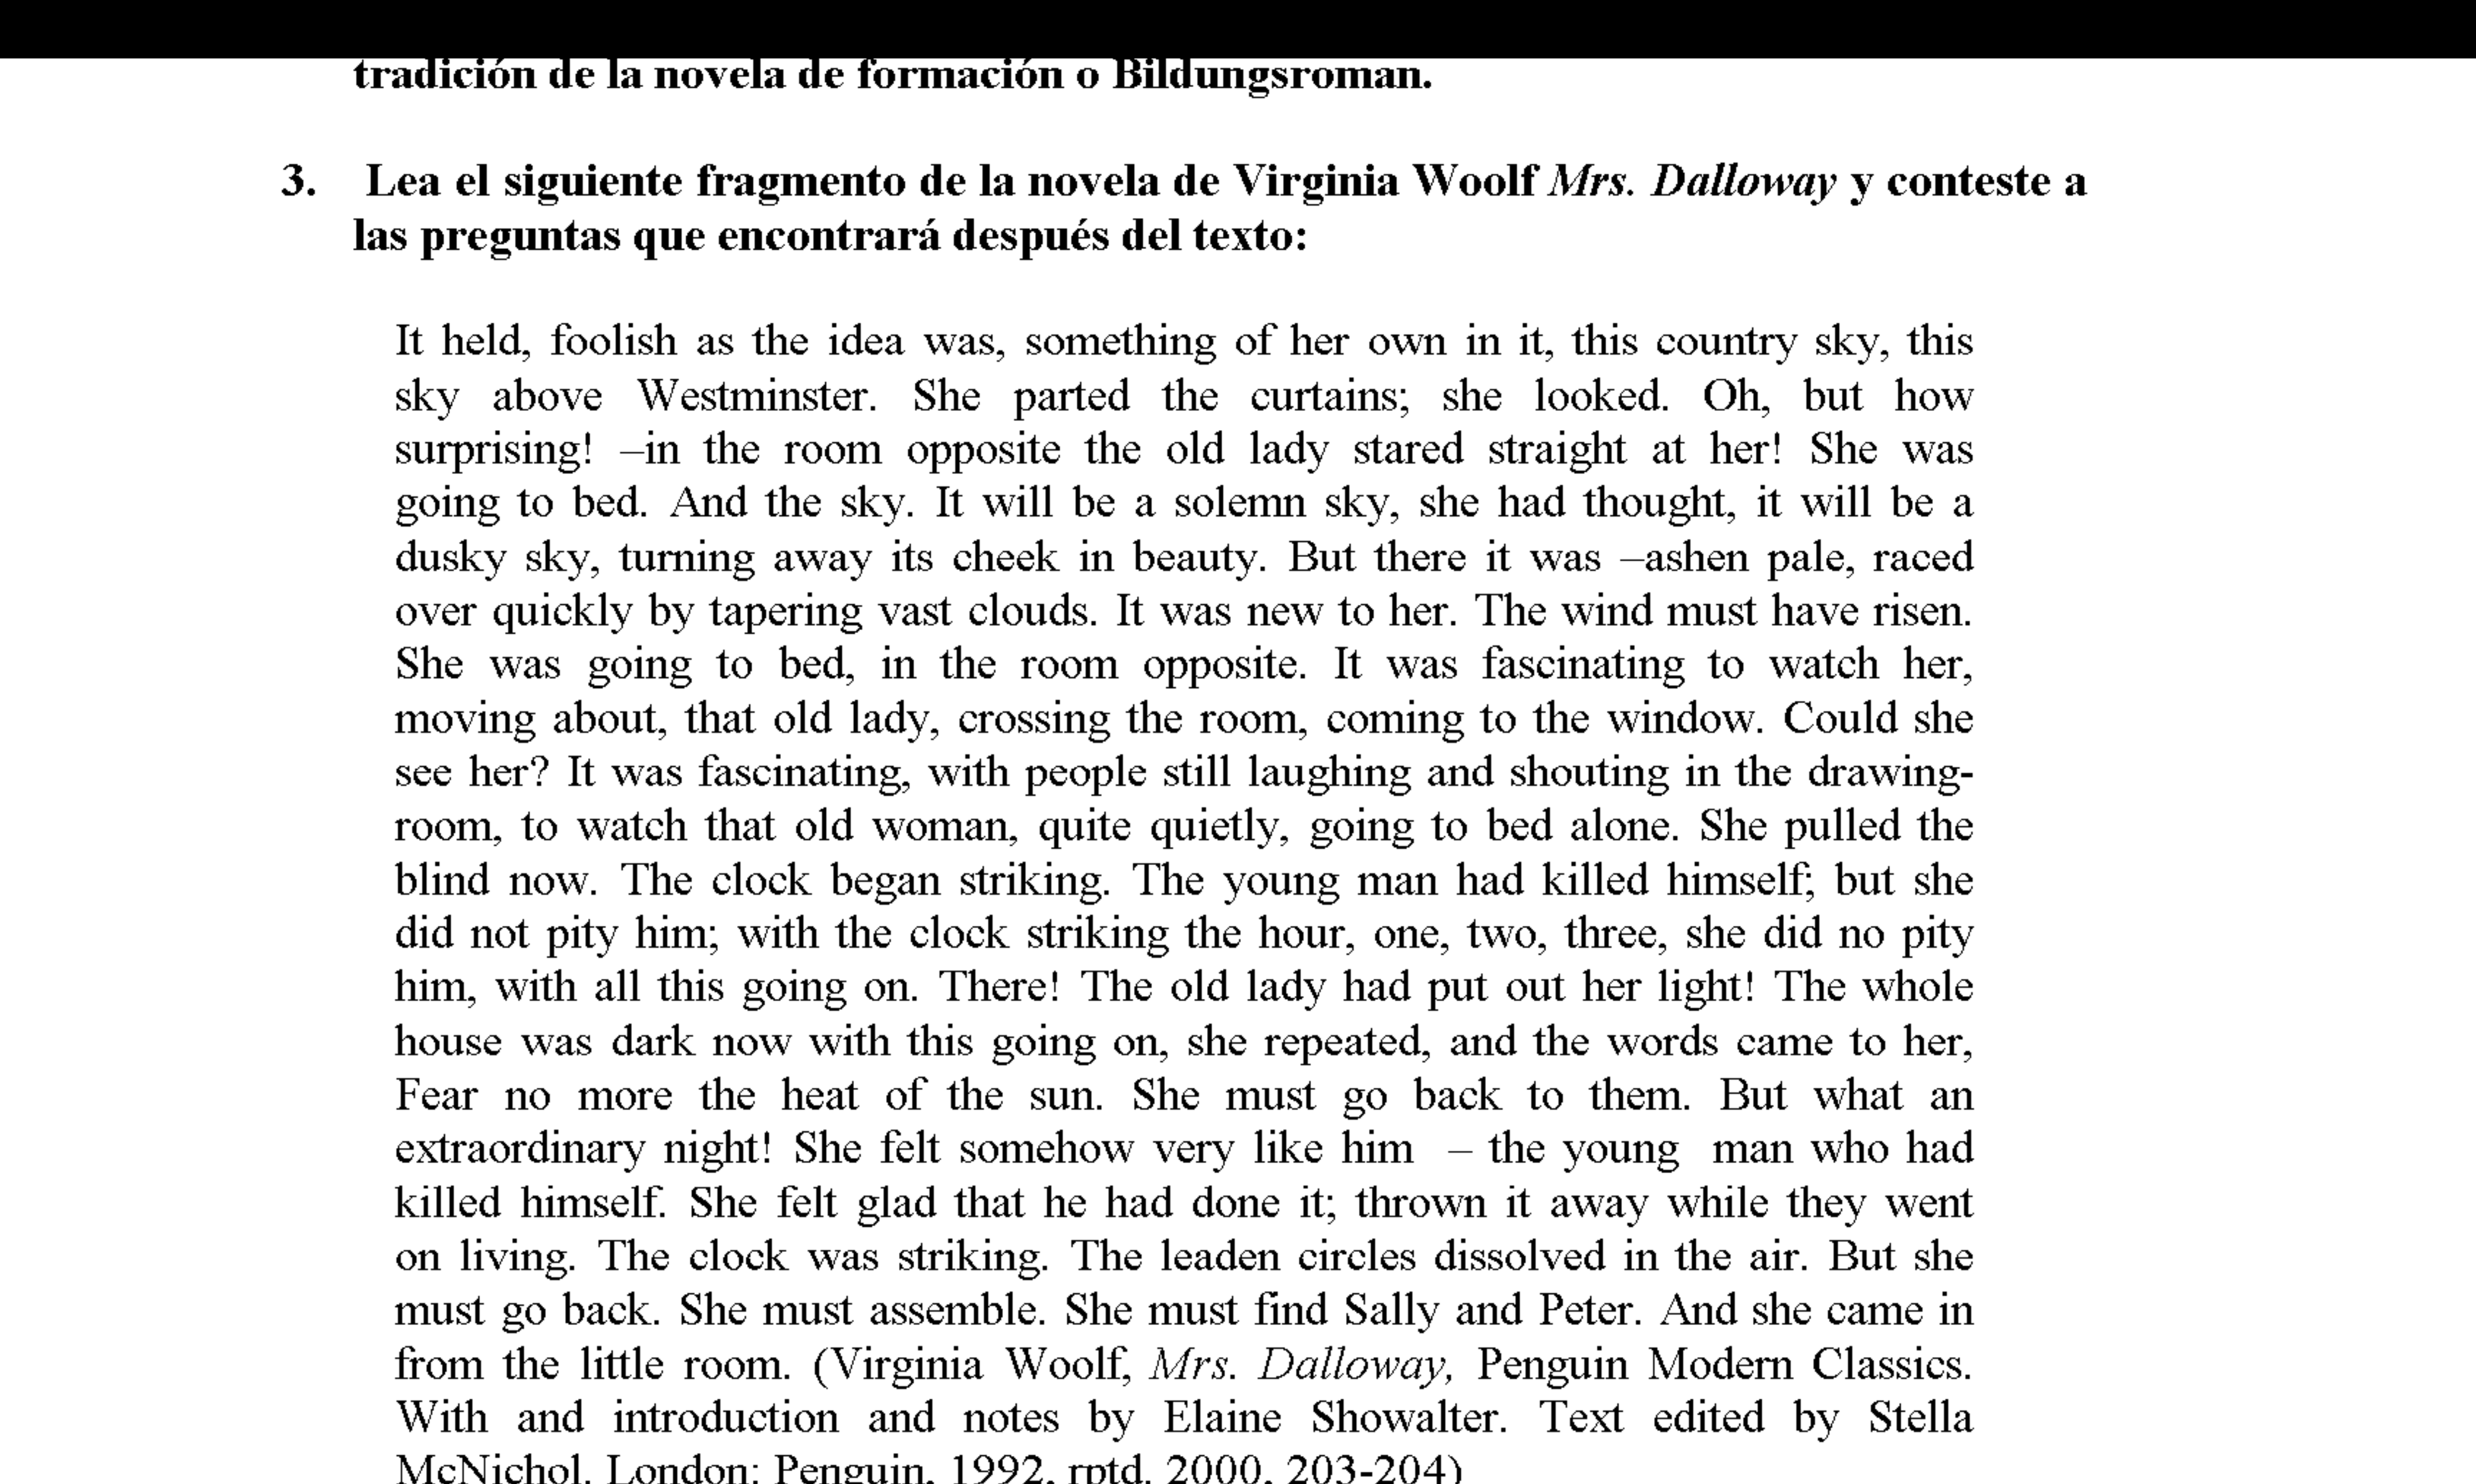 tradición de la novela de formación o Bildungsroman.
3. Lea el siguiente fragmento de la novela de Virginia Woolf Mrs. Dalloway y conteste a
las preguntas que encontrará después del texto:
It held, foolish as the idea was, something of her own in it, this country sky, this
sky above Westminster. She parted the curtains; she looked. Oh, but how
surprising! –in the room opposite the old lady stared straight at her! She was
going to bed. And the sky. It will be a solemn sky, she had thought, it will be a
dusky sky, turning away its cheek in beauty. But there it was –ashen pale, raced
over quickly by tapering vast clouds. It was new to her. The wind must have risen.
She was going to bed, in the room opposite. It was fascinating to watch her,
moving about, that old lady, crossing the room, coming to the window. Could she
see her? It was fascinating, with people still laughing and shouting in the drawing-
room, to watch that old woman, quite quietly, going to bed alone. She pulled the
blind now. The clock began striking. The young man had killed himself; but she
did not pity him; with the clock striking the hour, one, two, three, she did no pity
him, with all this going on. There! The old lady had put out her light! The whole
house was dark now with this going on, she repeated, and the words came to her,
Fear no more the heat of the sun. She must go back to them. But what an
extraordinary night! She felt somehow very like him – the young man who had
killed himself. She felt glad that he had done it; thrown it away while they went
on living. The clock was striking. The leaden circles dissolved in the air. But she
must go back. She must assemble. She must find Sally and Peter. And she came in
from the little room. (Virginia Woolf, Mrs. Dalloway, Penguin Modern Classics.
With and introduction and notes by Elaine Showalter. Text edited by Stella
McNichol. London: Penguin, 1992, rptd. 2000, 203-204)